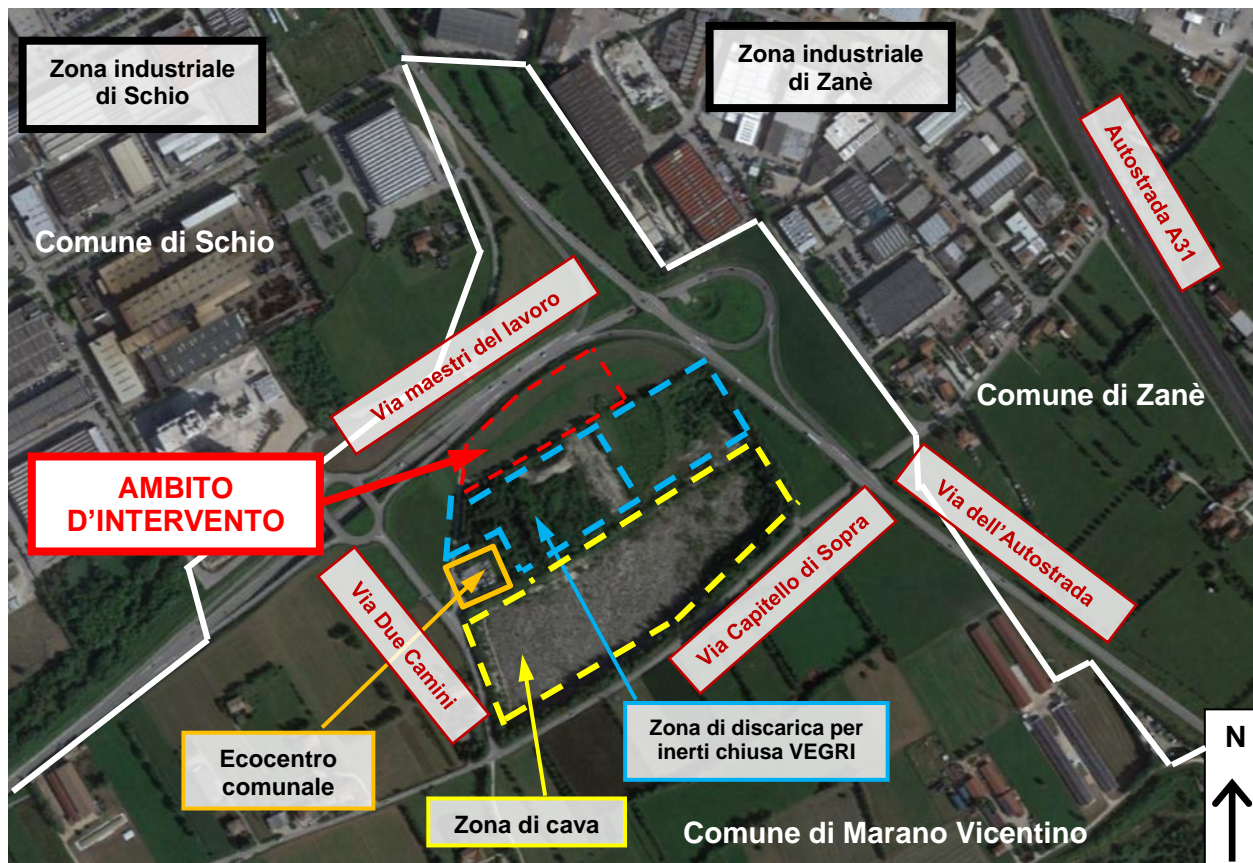 Zona industriale
di Schio
Zona industriale
di Zanè
Autostrada A31
Comune di Schio
Via maestri del lavoro
Comune di Zanè
AMBITO
D'INTERVENTO
Via dell'Autostrada
Via Due Camini
Via Capitello di Sopra
Ecocentro
comunale
Zona di discarica per
inerti chiusa VEGRI
N
Zona di cava
Comune di Marano Vicentino